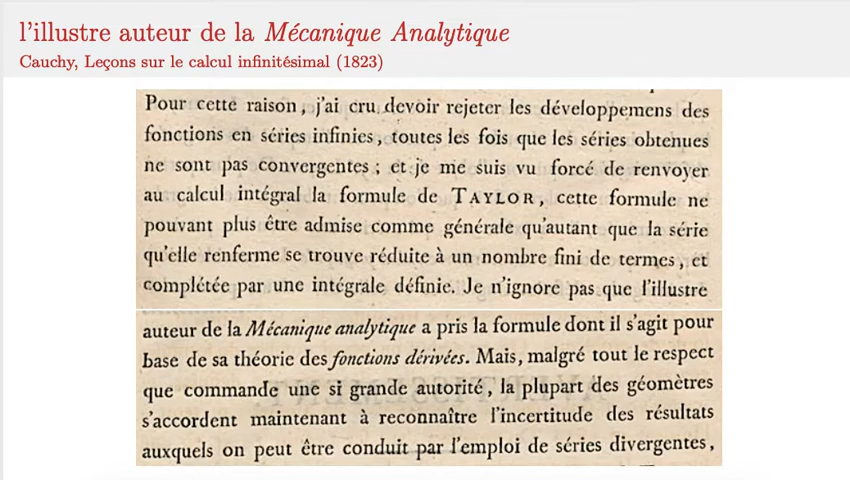 l'illustre auteur de la Mécanique Analytique
Cauchy, Leçons sur le calcul infinitésimal (1823)
Pour cette raison, j'ai cru devoir rejeter les développemens des
fonctions en séries infinies, toutes les fois que les séries obtenues
ne sont pas convergentes ; et je me suis vu forcé de renvoyer
au calcul intégral la formule de TAYLOR, cette formule ne
pouvant plus être admise comme générale qu'autant que la série
qu'elle renferme se trouve réduite à un nombre fini de termes, et
complétée par une intégrale définie. Je n'ignore pas que l'illustre
auteur de la Mécanique analytique a pris la formule dont il s'agit pour
base de sa théorie des fonctions dérivées. Mais, malgré tout le respect
que commande une si grande autorité, la plupart des géomètres
s'accordent maintenant à reconnaître l'incertitude des résultats
auxquels on peut être conduit par l'emploi de séries divergentes,